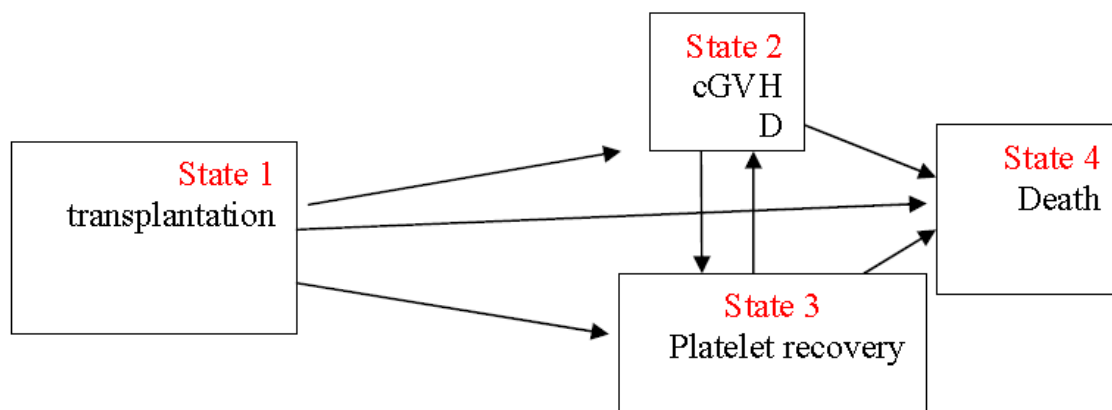 State 1
transplantation
State 2
cGVH
D
State 3
Platelet recovery
State 4
Death